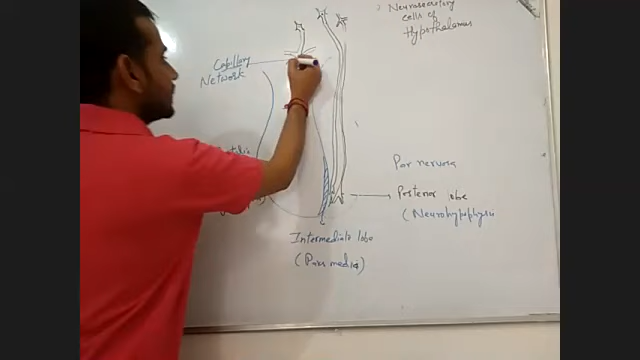 Neurosecretory
cells of
Hypothalamus
Capillary
Network
Par nervosa
Posterior lobe
(Neurohypophysis
Intermediate lobe
(Pars media)